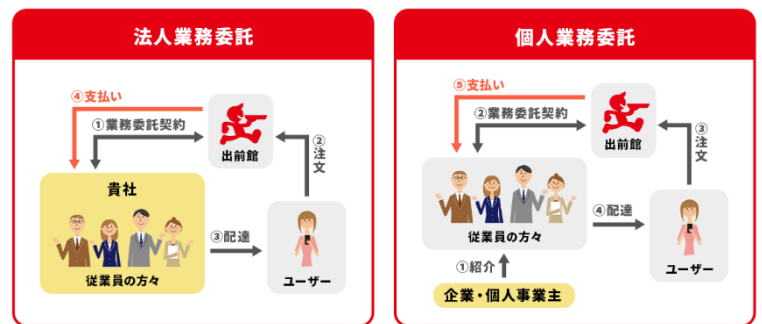 法人業務委託
④支払い
①業務委託契約
出前館
②注文
貴社
従業員の方々
③配達
ユーザー
個人業務委託
⑤支払い
②業務委託契約
出前館
③注文
従業員の方々
④配達
ユーザー
①紹介
企業・個人事業主